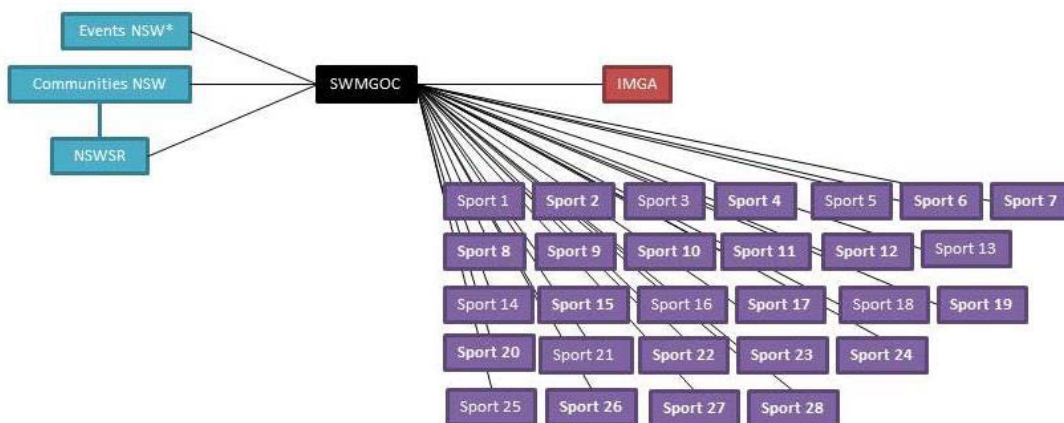 Events NSW*
Communities NSW
NSWSR
SWMGOC
IMGA
Sport 1
Sport 2
Sport 3
Sport 4
Sport 5
Sport 6
Sport 7
Sport 8
Sport 9
Sport 10
Sport 11
Sport 12
Sport 13
Sport 14
Sport 15
Sport 16
Sport 17
Sport 18
Sport 19
Sport 20
Sport 21
Sport 22
Sport 23
Sport 24
Sport 25
Sport 26
Sport 27
Sport 28